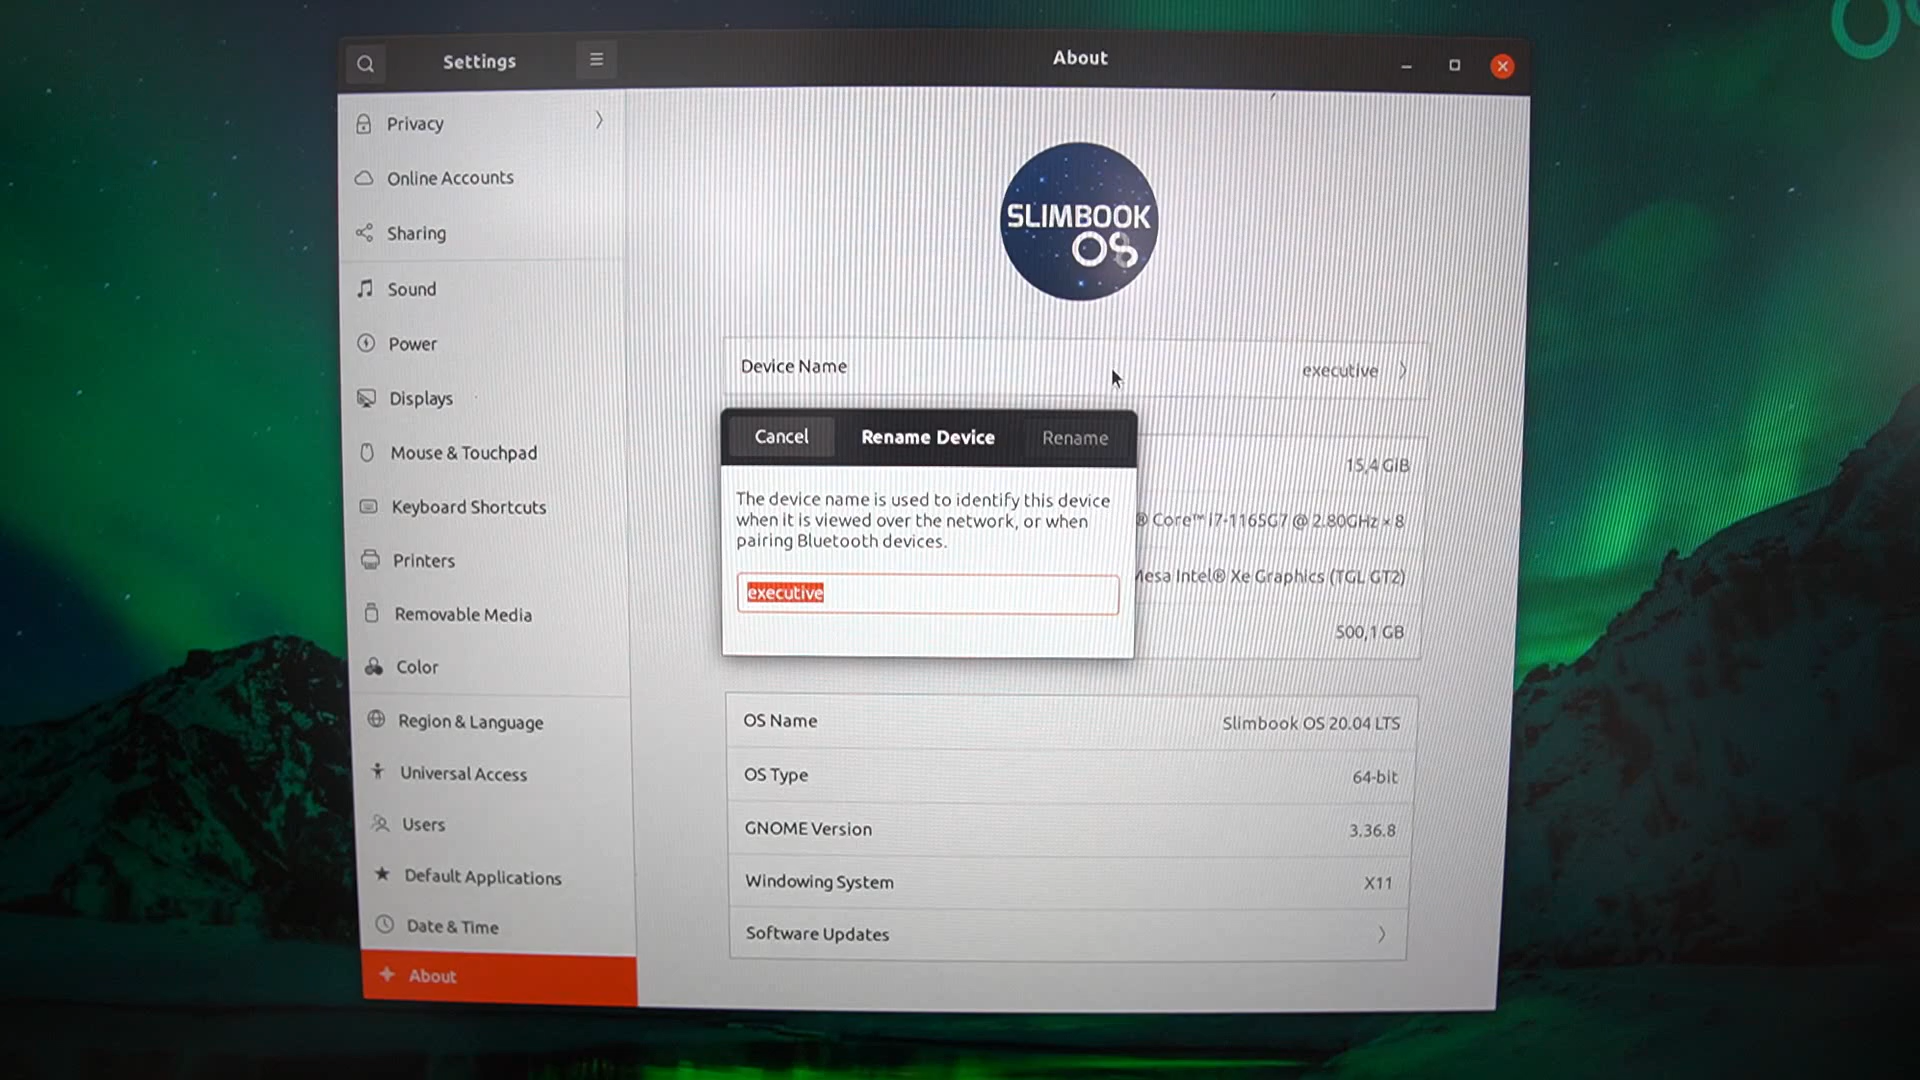 Settings
About
Privacy
Online Accounts
Sharing
Sound
Power
Displays
Mouse & Touchpad
Keyboard Shortcuts
Printers
Removable Media
Color
Region & Language
Universal Access
Users
Default Applications
Date & Time
About
SLIMBOOK
OS
Device Name executive
Cancel Rename Device Rename
The device name is used to identify this device
when it is viewed over the network, or when
pairing Bluetooth devices.
executive
15,4 GiB
® Core™ i7-1165G7 @ 2.80GHz × 8
Mesa Intel® Xe Graphics (TGL GT2)
500,1 GB
OS Name Slimbook OS 20.04 LTS
OS Type 64-bit
GNOME Version 3.36.8
Windowing System X11
Software Updates